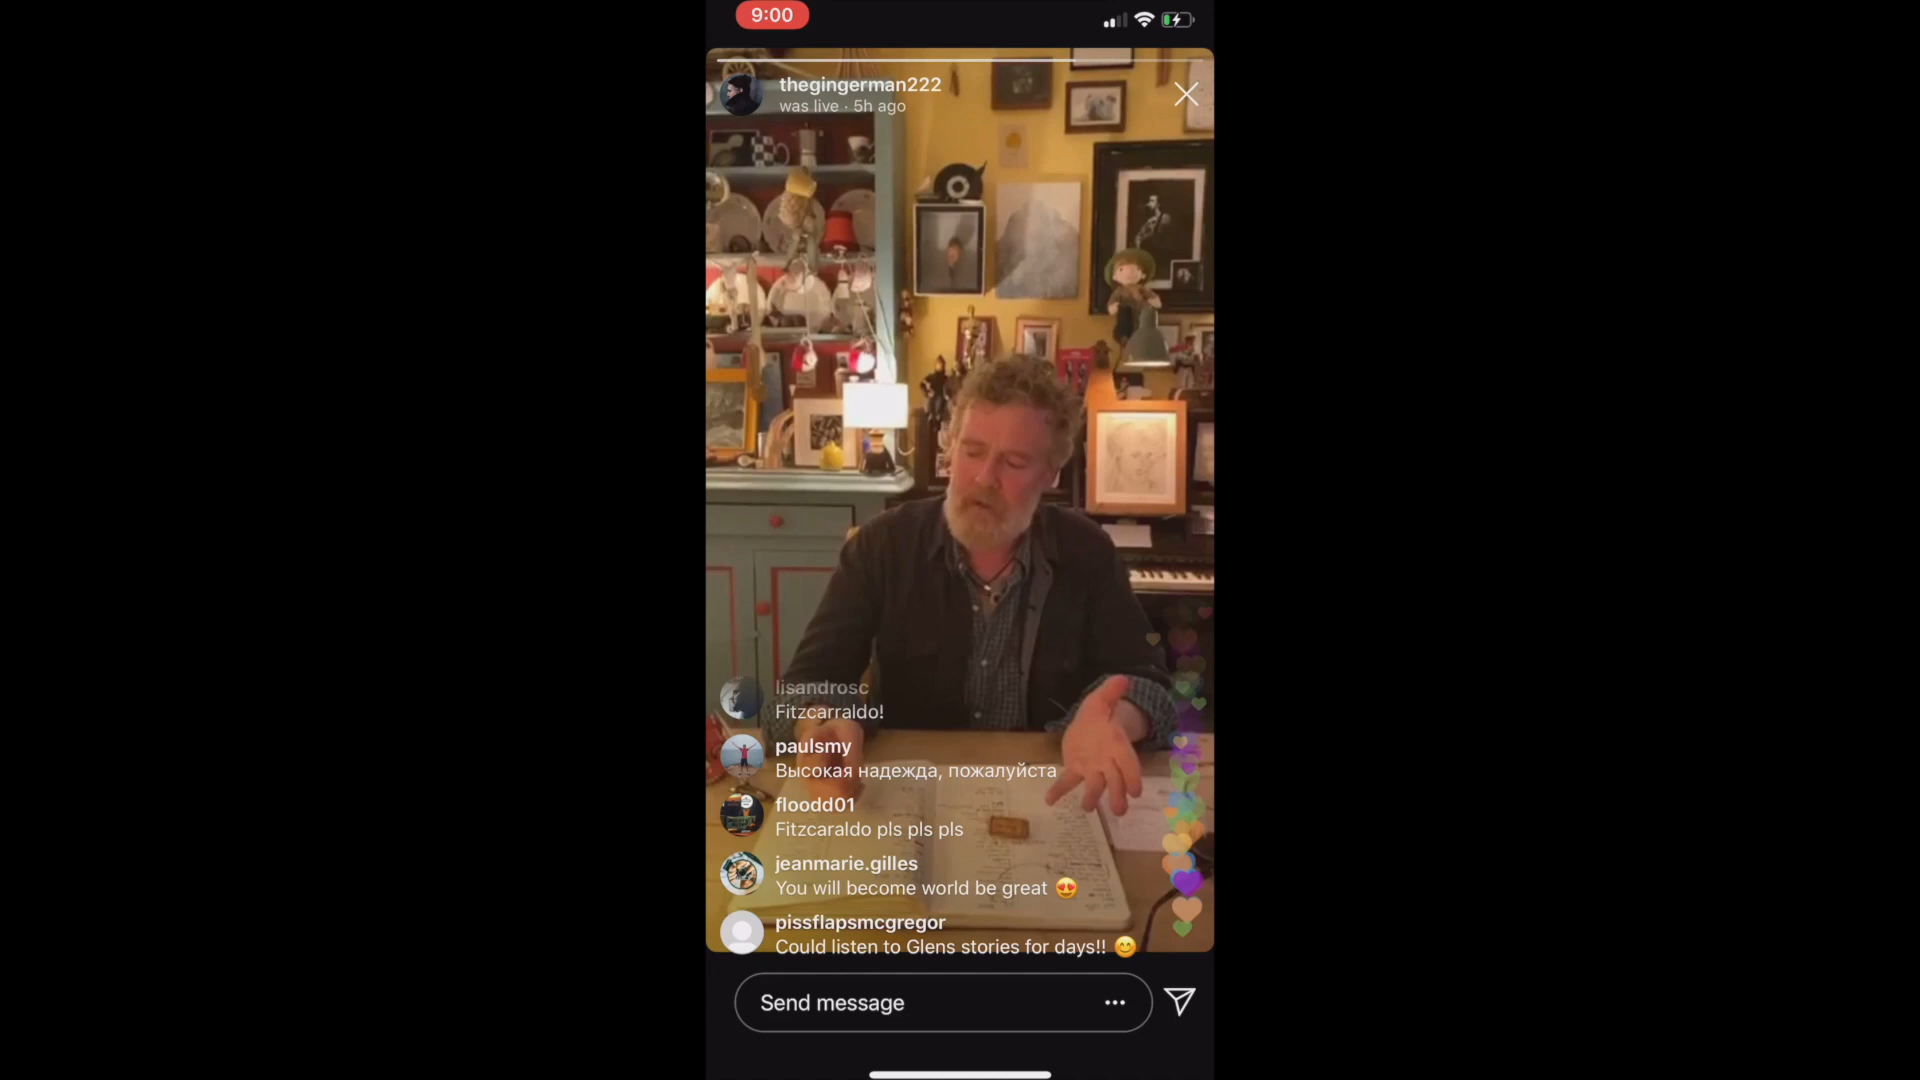 9:00
thegingerman222
was live · 5h ago
lisandrosc
Fitzcarraldo!
paulsmy
Высокая надежда, пожалуйста
floodd01
Fitzcaraldo pls pls pls
jeanmarie.gilles
You will become world be great 😍
pissflapsmcgregor
Could listen to Glens stories for days!! 😊
Send message